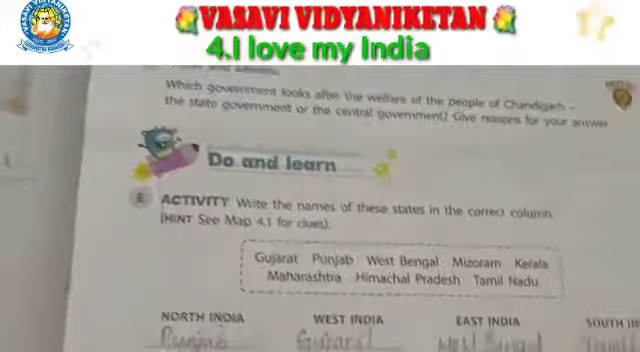 VASAVI VIDYANIKETAN
4.I love my India
Which government looks after the welfare of the people of Chandigarh –
the state government or the central government? Give reasons for your answer
Do and learn
E ACTIVITY Write the names of these states in the correct column.
(HINT See Map 4.1 for clues).
Gujarat Punjab West Bengal Mizoram Kerala
Maharashtra Himachal Pradesh Tamil Nadu
NORTH INDIA WEST INDIA EAST INDIA SOUTH IN
Punjab Gujarat West Bengal Tamil